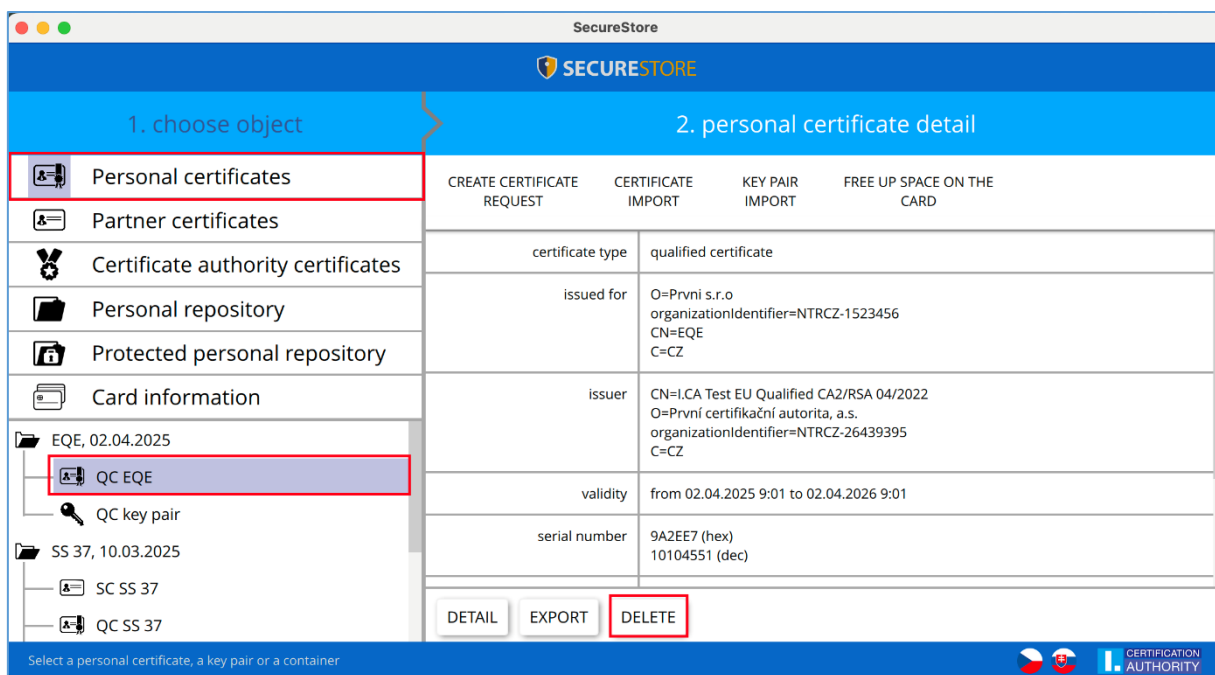 SecureStore
SECURESTORE
1. choose object
2. personal certificate detail
Personal certificates
Partner certificates
Certificate authority certificates
Personal repository
Protected personal repository
Card information
EQE, 02.04.2025
QC EQE
QC key pair
SS 37, 10.03.2025
SC SS 37
QC SS 37
CREATE CERTIFICATE
REQUEST
CERTIFICATE
IMPORT
KEY PAIR
IMPORT
FREE UP SPACE ON THE
CARD
certificate type
qualified certificate
issued for
O=Prvni s.r.o
organizationIdentifier=NTRCZ-1523456
CN=EQE
C=CZ
issuer
CN=I.CA Test EU Qualified CA2/RSA 04/2022
O=První certifikační autorita, a.s.
organizationIdentifier=NTRCZ-26439395
C=CZ
validity
from 02.04.2025 9:01 to 02.04.2026 9:01
serial number
9A2EE7 (hex)
10104551 (dec)
DETAIL
EXPORT
DELETE
Select a personal certificate, a key pair or a container
I.
CERTIFICATION
AUTHORITY